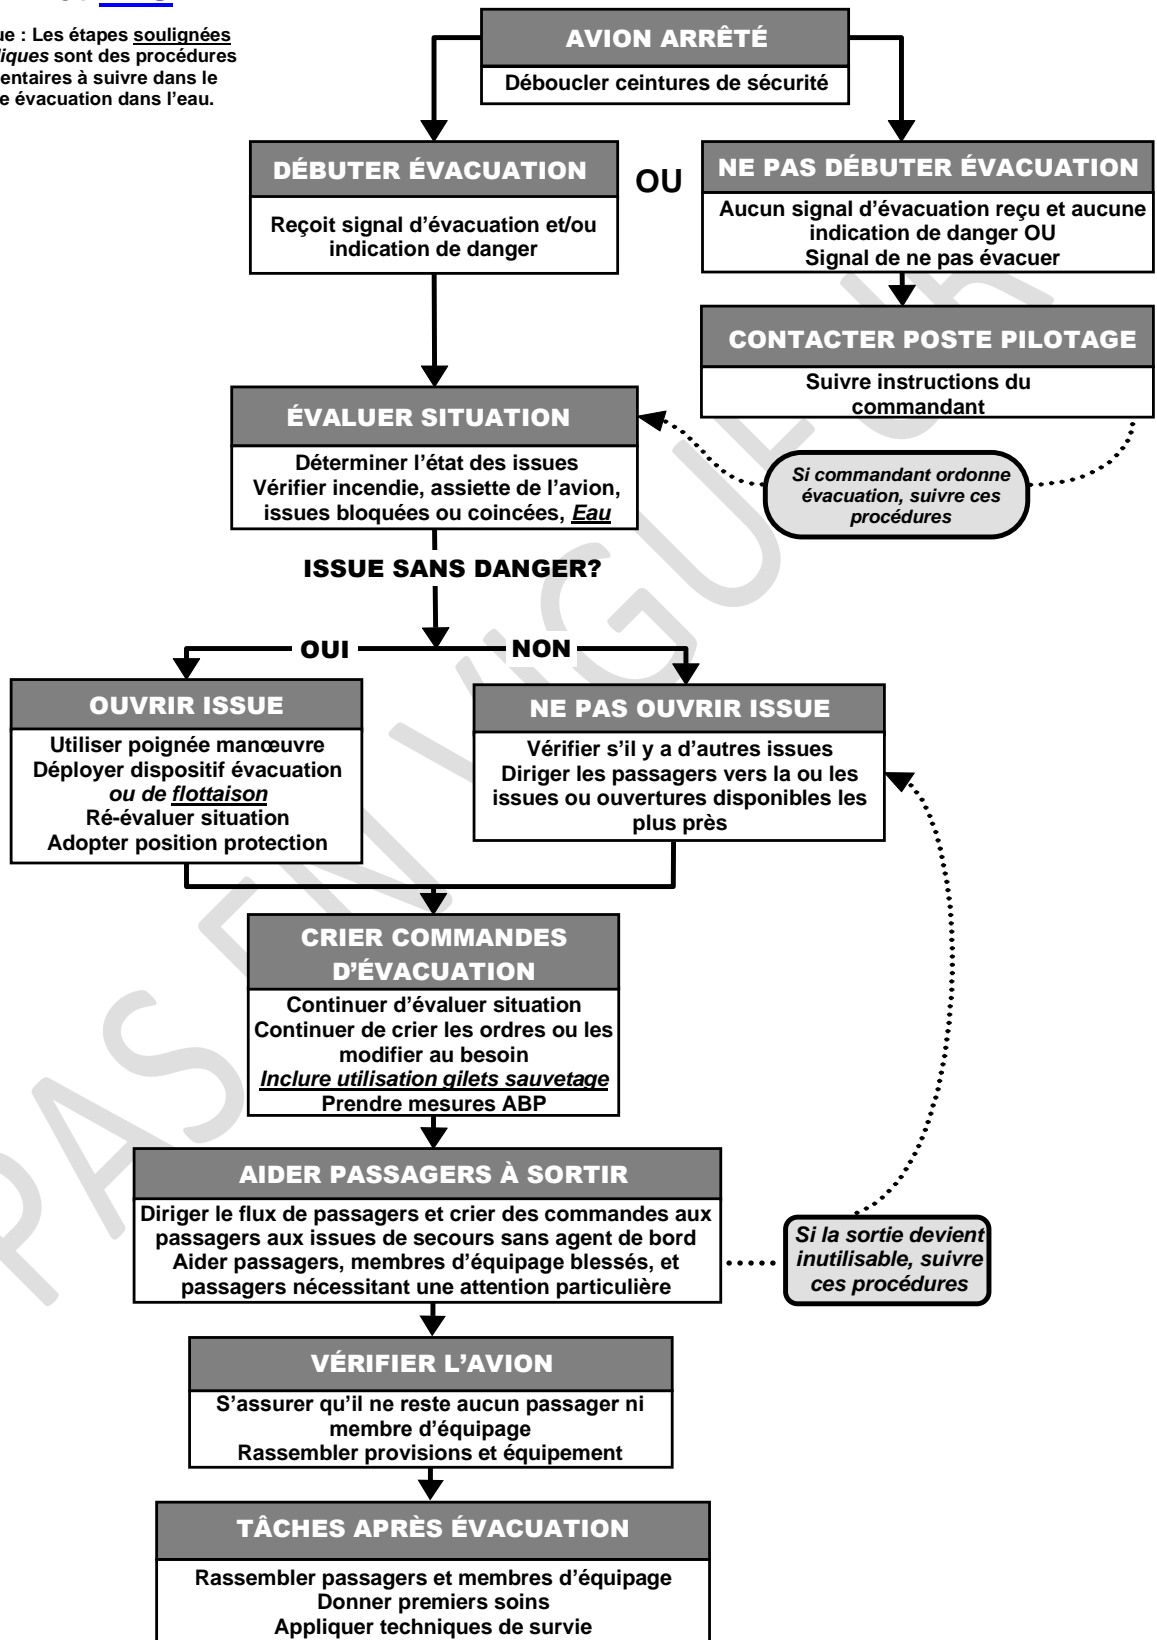 ue : Les étapes soulignées
iques sont des procédures
entaires à suivre dans le
e évacuation dans l'eau.
AVION ARRÊTÉ
Déboucler ceintures de sécurité
DÉBUTER ÉVACUATION
Reçoit signal d'évacuation et/ou
indication de danger
OU
NE PAS DÉBUTER ÉVACUATION
Aucun signal d'évacuation reçu et aucune
indication de danger OU
Signal de ne pas évacuer
CONTACTER POSTE PILOTAGE
Suivre instructions du
commandant
ÉVALUER SITUATION
Déterminer l'état des issues
Vérifier incendie, assiette de l'avion,
issues bloquées ou coincées, Eau
Si commandant ordonne
évacuation, suivre ces
procédures
ISSUE SANS DANGER?
OUI
NON
OUVRIR ISSUE
Utiliser poignée manœuvre
Déployer dispositif évacuation
ou de flottaison
Ré-évaluer situation
Adopter position protection
NE PAS OUVRIR ISSUE
Vérifier s'il y a d'autres issues
Diriger les passagers vers la ou les
issues ou ouvertures disponibles les
plus près
CRIER COMMANDES
D'ÉVACUATION
Continuer d'évaluer situation
Continuer de crier les ordres ou les
modifier au besoin
Inclure utilisation gilets sauvetage
Prendre mesures ABP
AIDER PASSAGERS À SORTIR
Diriger le flux de passagers et crier des commandes aux
passagers aux issues de secours sans agent de bord
Aider passagers, membres d'équipage blessés, et
passagers nécessitant une attention particulière
Si la sortie devient
inutilisable, suivre
ces procédures
VÉRIFIER L'AVION
S'assurer qu'il ne reste aucun passager ni
membre d'équipage
Rassembler provisions et équipement
TÂCHES APRÈS ÉVACUATION
Rassembler passagers et membres d'équipage
Donner premiers soins
Appliquer techniques de survie
PAS EN VIGUEUR